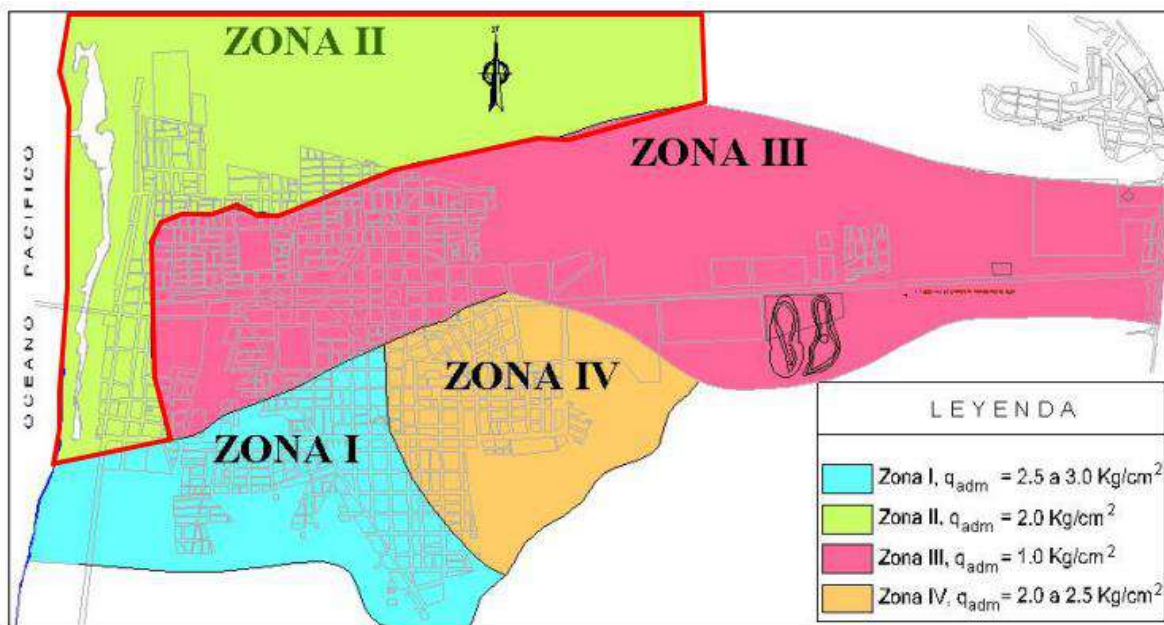 ZONA II
OCEANO PACIFICO
ZONA III
ZONA IV
ZONA I
LEYENDA
Zona I, qadm = 2.5 a 3.0 Kg/cm²
Zona II, qadm = 2.0 Kg/cm²
Zona III, qadm = 1.0 Kg/cm²
Zona IV, qadm = 2.0 a 2.5 Kg/cm²